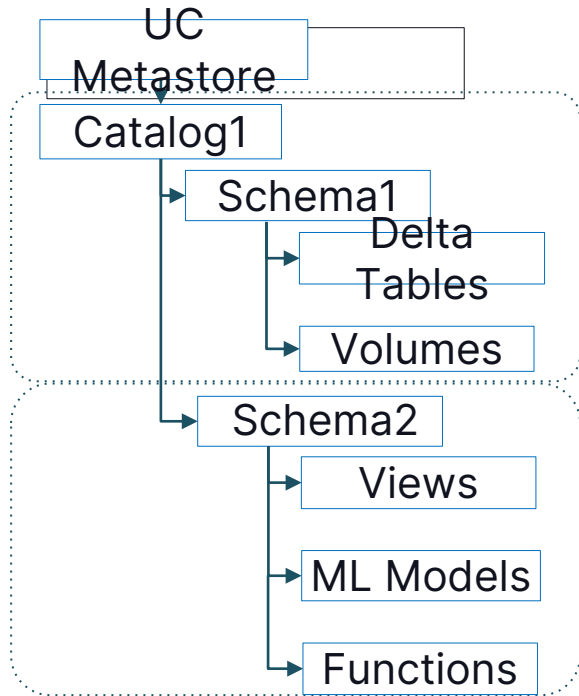 UC
Metastore
Catalog1
Schema1
Delta
Tables
Volumes
Schema2
Views
ML Models
Functions